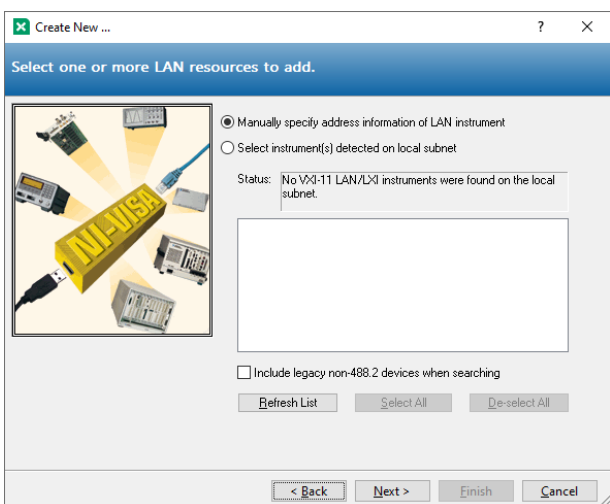 Create New ...
?
Select one or more LAN resources to add.
Manually specify address information of LAN instrument
Select instrument(s) detected on local subnet
Status: No VXI-11 LAN/LXI instruments were found on the local
subnet.
NI-VISA
Include legacy non-488.2 devices when searching
Refresh List Select All De-select All
< Back Next > Finish Cancel